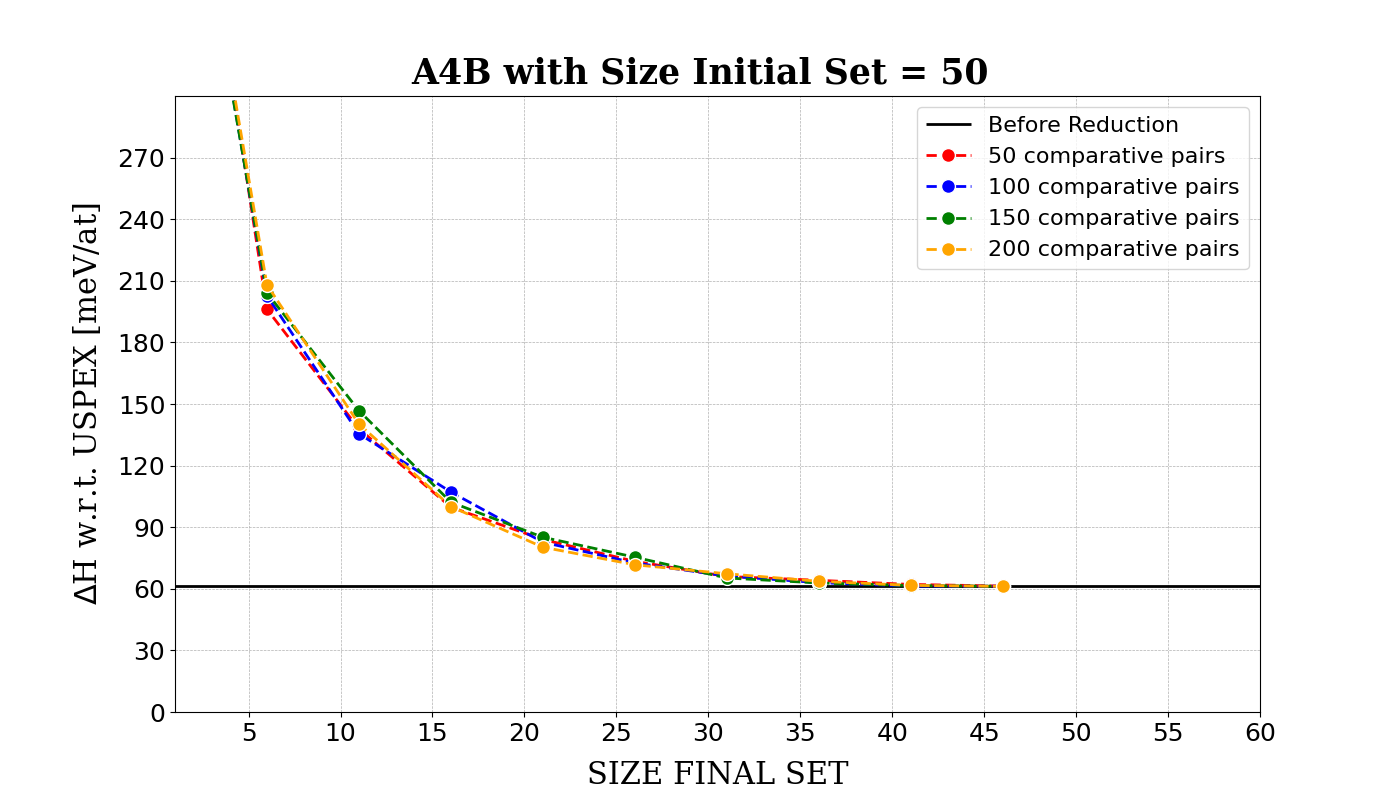 A4B with Size Initial Set = 50
Before Reduction
50 comparative pairs
100 comparative pairs
150 comparative pairs
200 comparative pairs
ΔH w.r.t. USPEX [meV/at]
270
240
210
180
150
120
90
60
30
0
5 10 15 20 25 30 35 40 45 50 55 60
SIZE FINAL SET